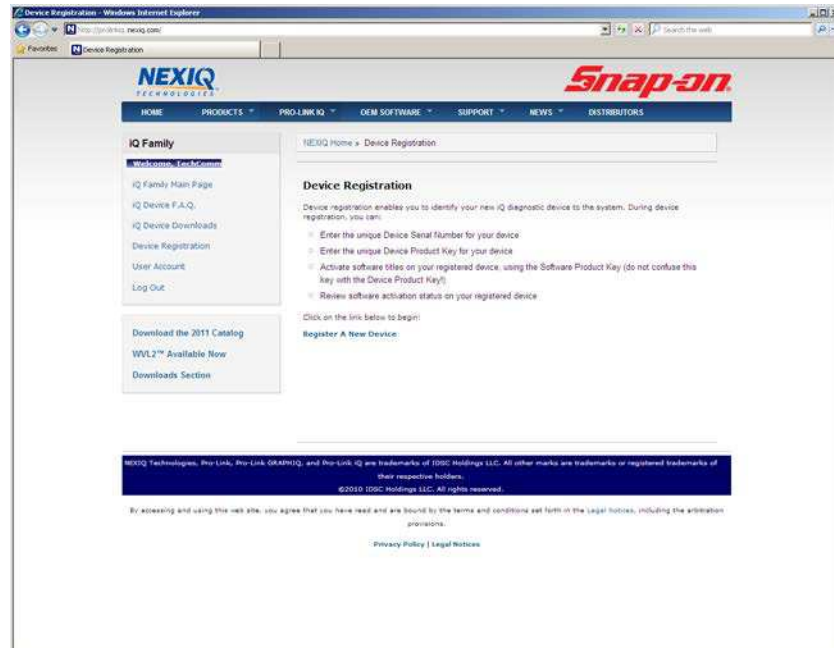 Device Registration - Windows Internet Explorer
http://prolinkiq.nexiq.com/
Search the web
Favorites
Device Registration
NEXIQ
TECHNOLOGIES
Snap-on
HOME PRODUCTS PRO-LINK iQ OEM SOFTWARE SUPPORT NEWS DISTRIBUTORS
iQ Family
Welcome, TechComm
iQ Family Main Page
iQ Device F.A.Q.
iQ Device Downloads
Device Registration
User Account
Log Out
Download the 2011 Catalog
WVL2™ Available Now
Downloads Section
NEXIQ Home » Device Registration
Device Registration
Device registration enables you to identify your new iQ diagnostic device to the system. During device
registration, you can:
Enter the unique Device Serial Number for your device
Enter the unique Device Product Key for your device
Activate software titles on your registered device, using the Software Product Key (do not confuse this
key with the Device Product Key!)
Review software activation status on your registered device
Click on the link below to begin:
Register A New Device
NEXIQ Technologies, Pro-Link, Pro-Link GRAPHIQ, and Pro-Link iQ are trademarks of IDSC Holdings LLC. All other marks are trademarks or registered trademarks of
their respective holders.
©2010 IDSC Holdings LLC. All rights reserved.
By accessing and using this web site, you agree that you have read and are bound by the terms and conditions set forth in the Legal Notices, including the arbitration
provisions.
Privacy Policy | Legal Notices